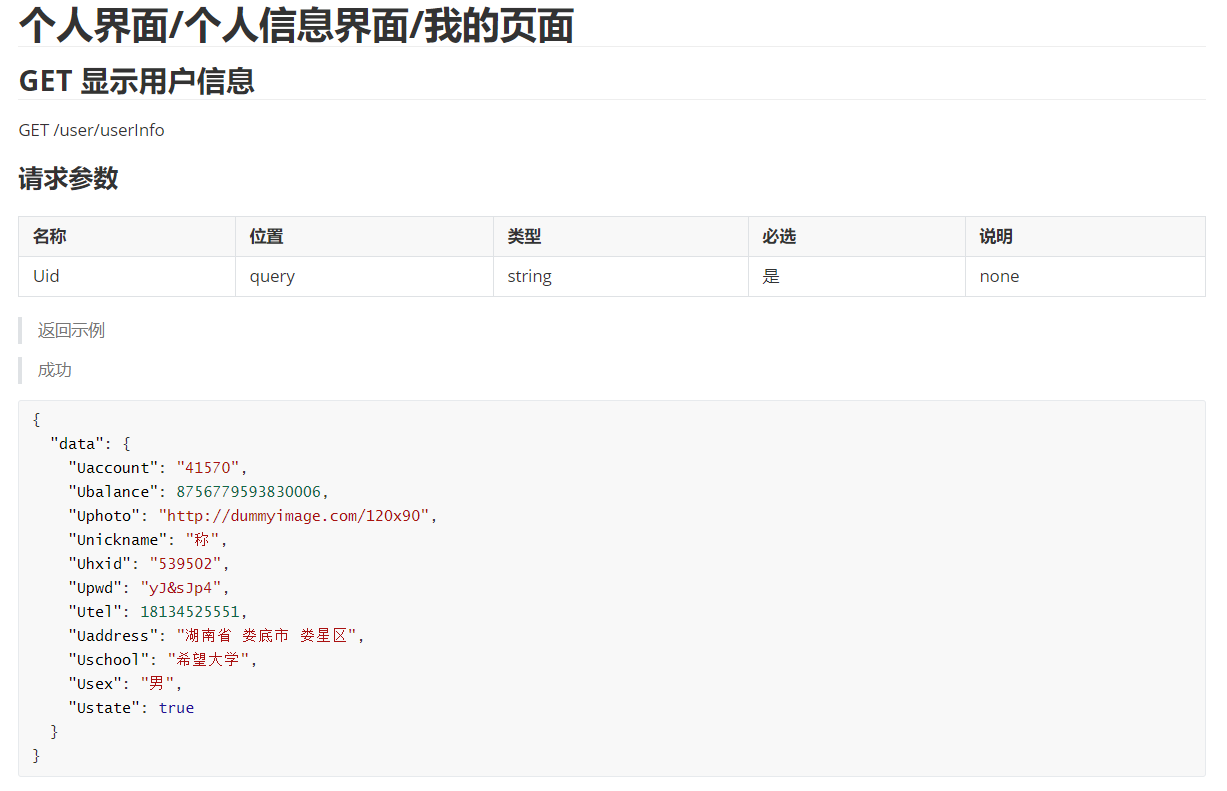 个人界面/个人信息界面/我的页面
GET 显示用户信息
GET /user/userInfo
请求参数
名称 位置 类型 必选 说明
Uid query string 是 none
返回示例
成功
{
"data": {
"Uaccount": "41570",
"Ubalance": 8756779593830006,
"Uphoto": "http://dummyimage.com/120x90",
"Unickname": "称",
"Uhxid": "539502",
"Upwd": "yJ&sJp4",
"Utel": 18134525551,
"Uaddress": "湖南省 娄底市 娄星区",
"Uschool": "希望大学",
"Usex": "男",
"Ustate": true
}
}